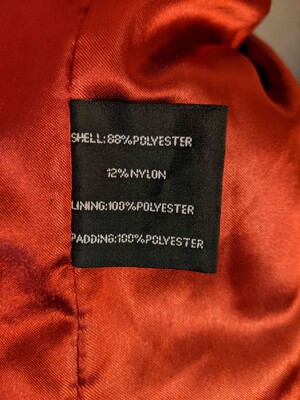 SHELL:88%POLYESTER
12%NYLON
LINING:100%POLYESTER
PADDING:100%POLYESTER